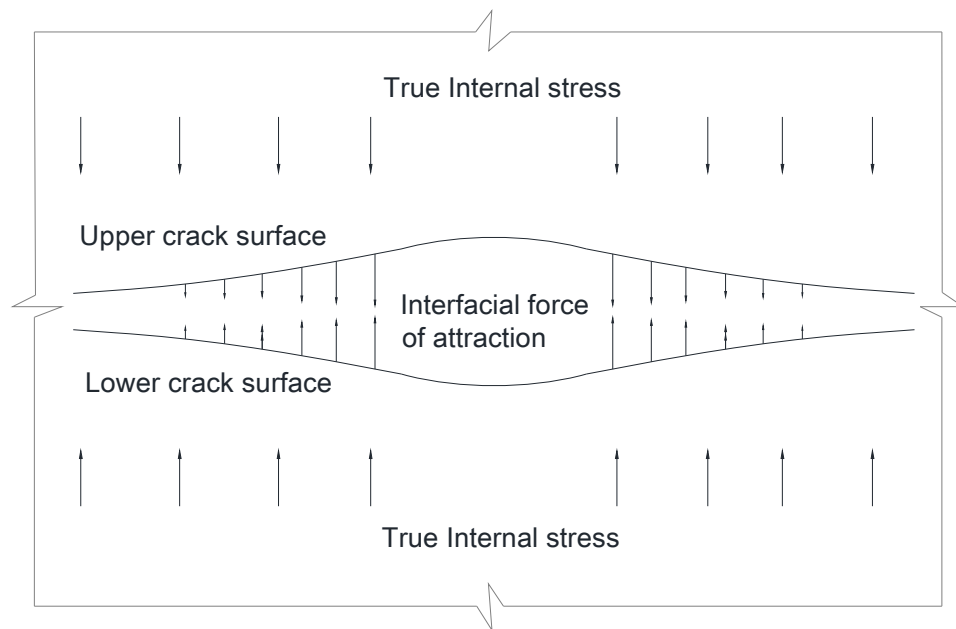 True Internal stress
Upper crack surface
Interfacial force
of attraction
Lower crack surface
True Internal stress